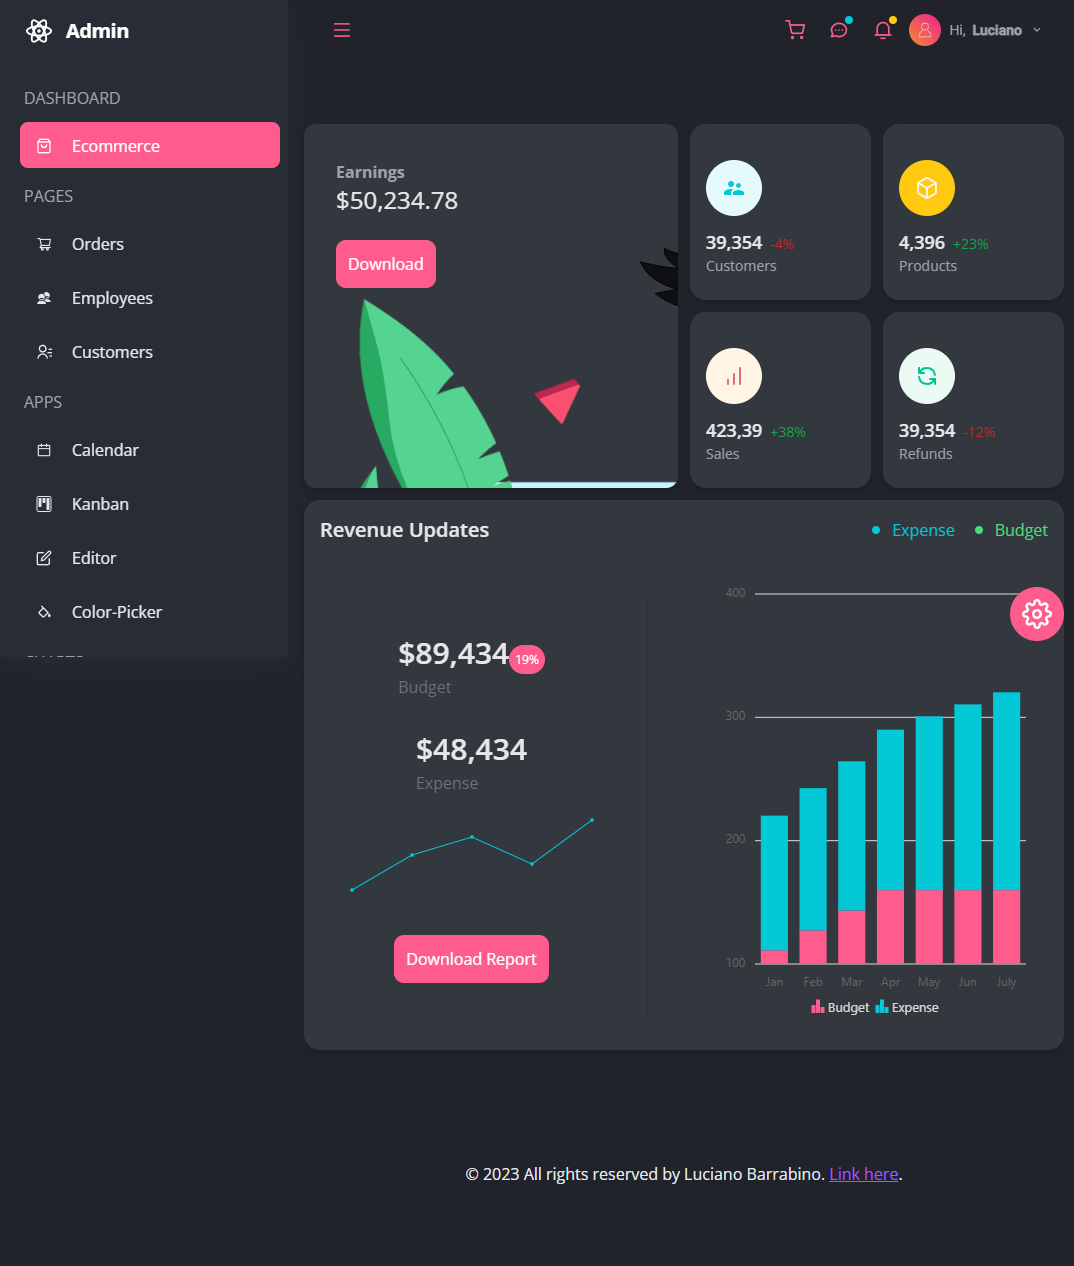 Admin
DASHBOARD
Ecommerce
PAGES
Orders
Employees
Customers
APPS
Calendar
Kanban
Editor
Color-Picker
Hi, Luciano
Earnings
$50,234.78
Download
39,354 -4%
Customers
4,396 +23%
Products
423,39 +38%
Sales
39,354 -12%
Refunds
Revenue Updates
Expense
Budget
$89,434 19%
Budget
$48,434
Expense
Download Report
400
300
200
100
Jan Feb Mar Apr May Jun July
Budget Expense
© 2023 All rights reserved by Luciano Barrabino. Link here.